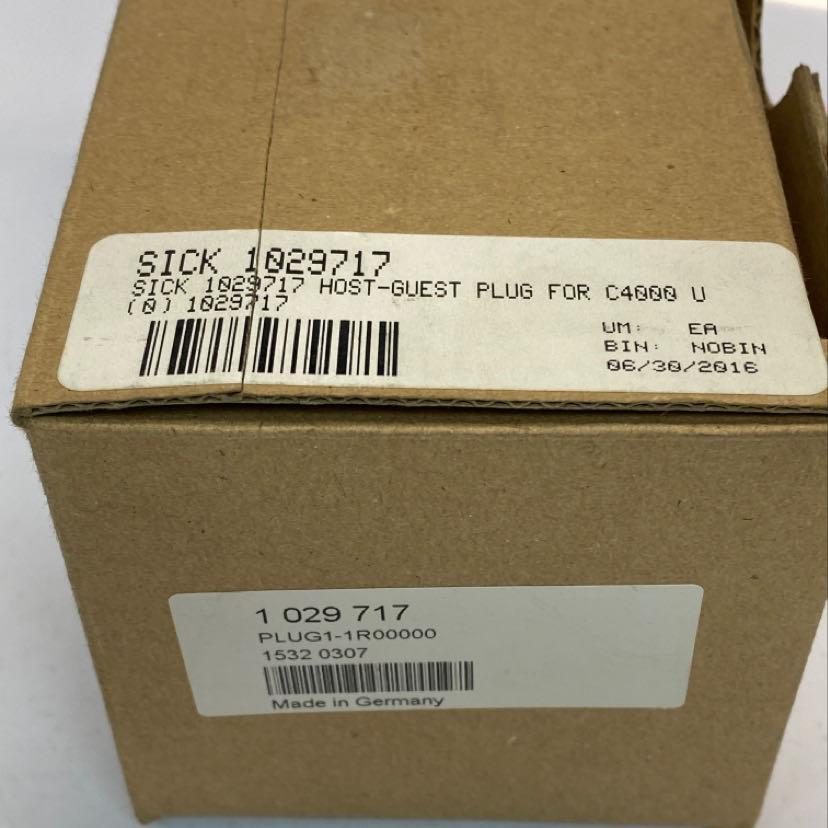 SICK 1029717
SICK 1029717 HOST-GUEST PLUG FOR C4000 U
(0) 1029717
UM: EA
BIN: NOBIN
06/30/2016
1 029 717
PLUG1-1R00000
1532 0307
Made in Germany